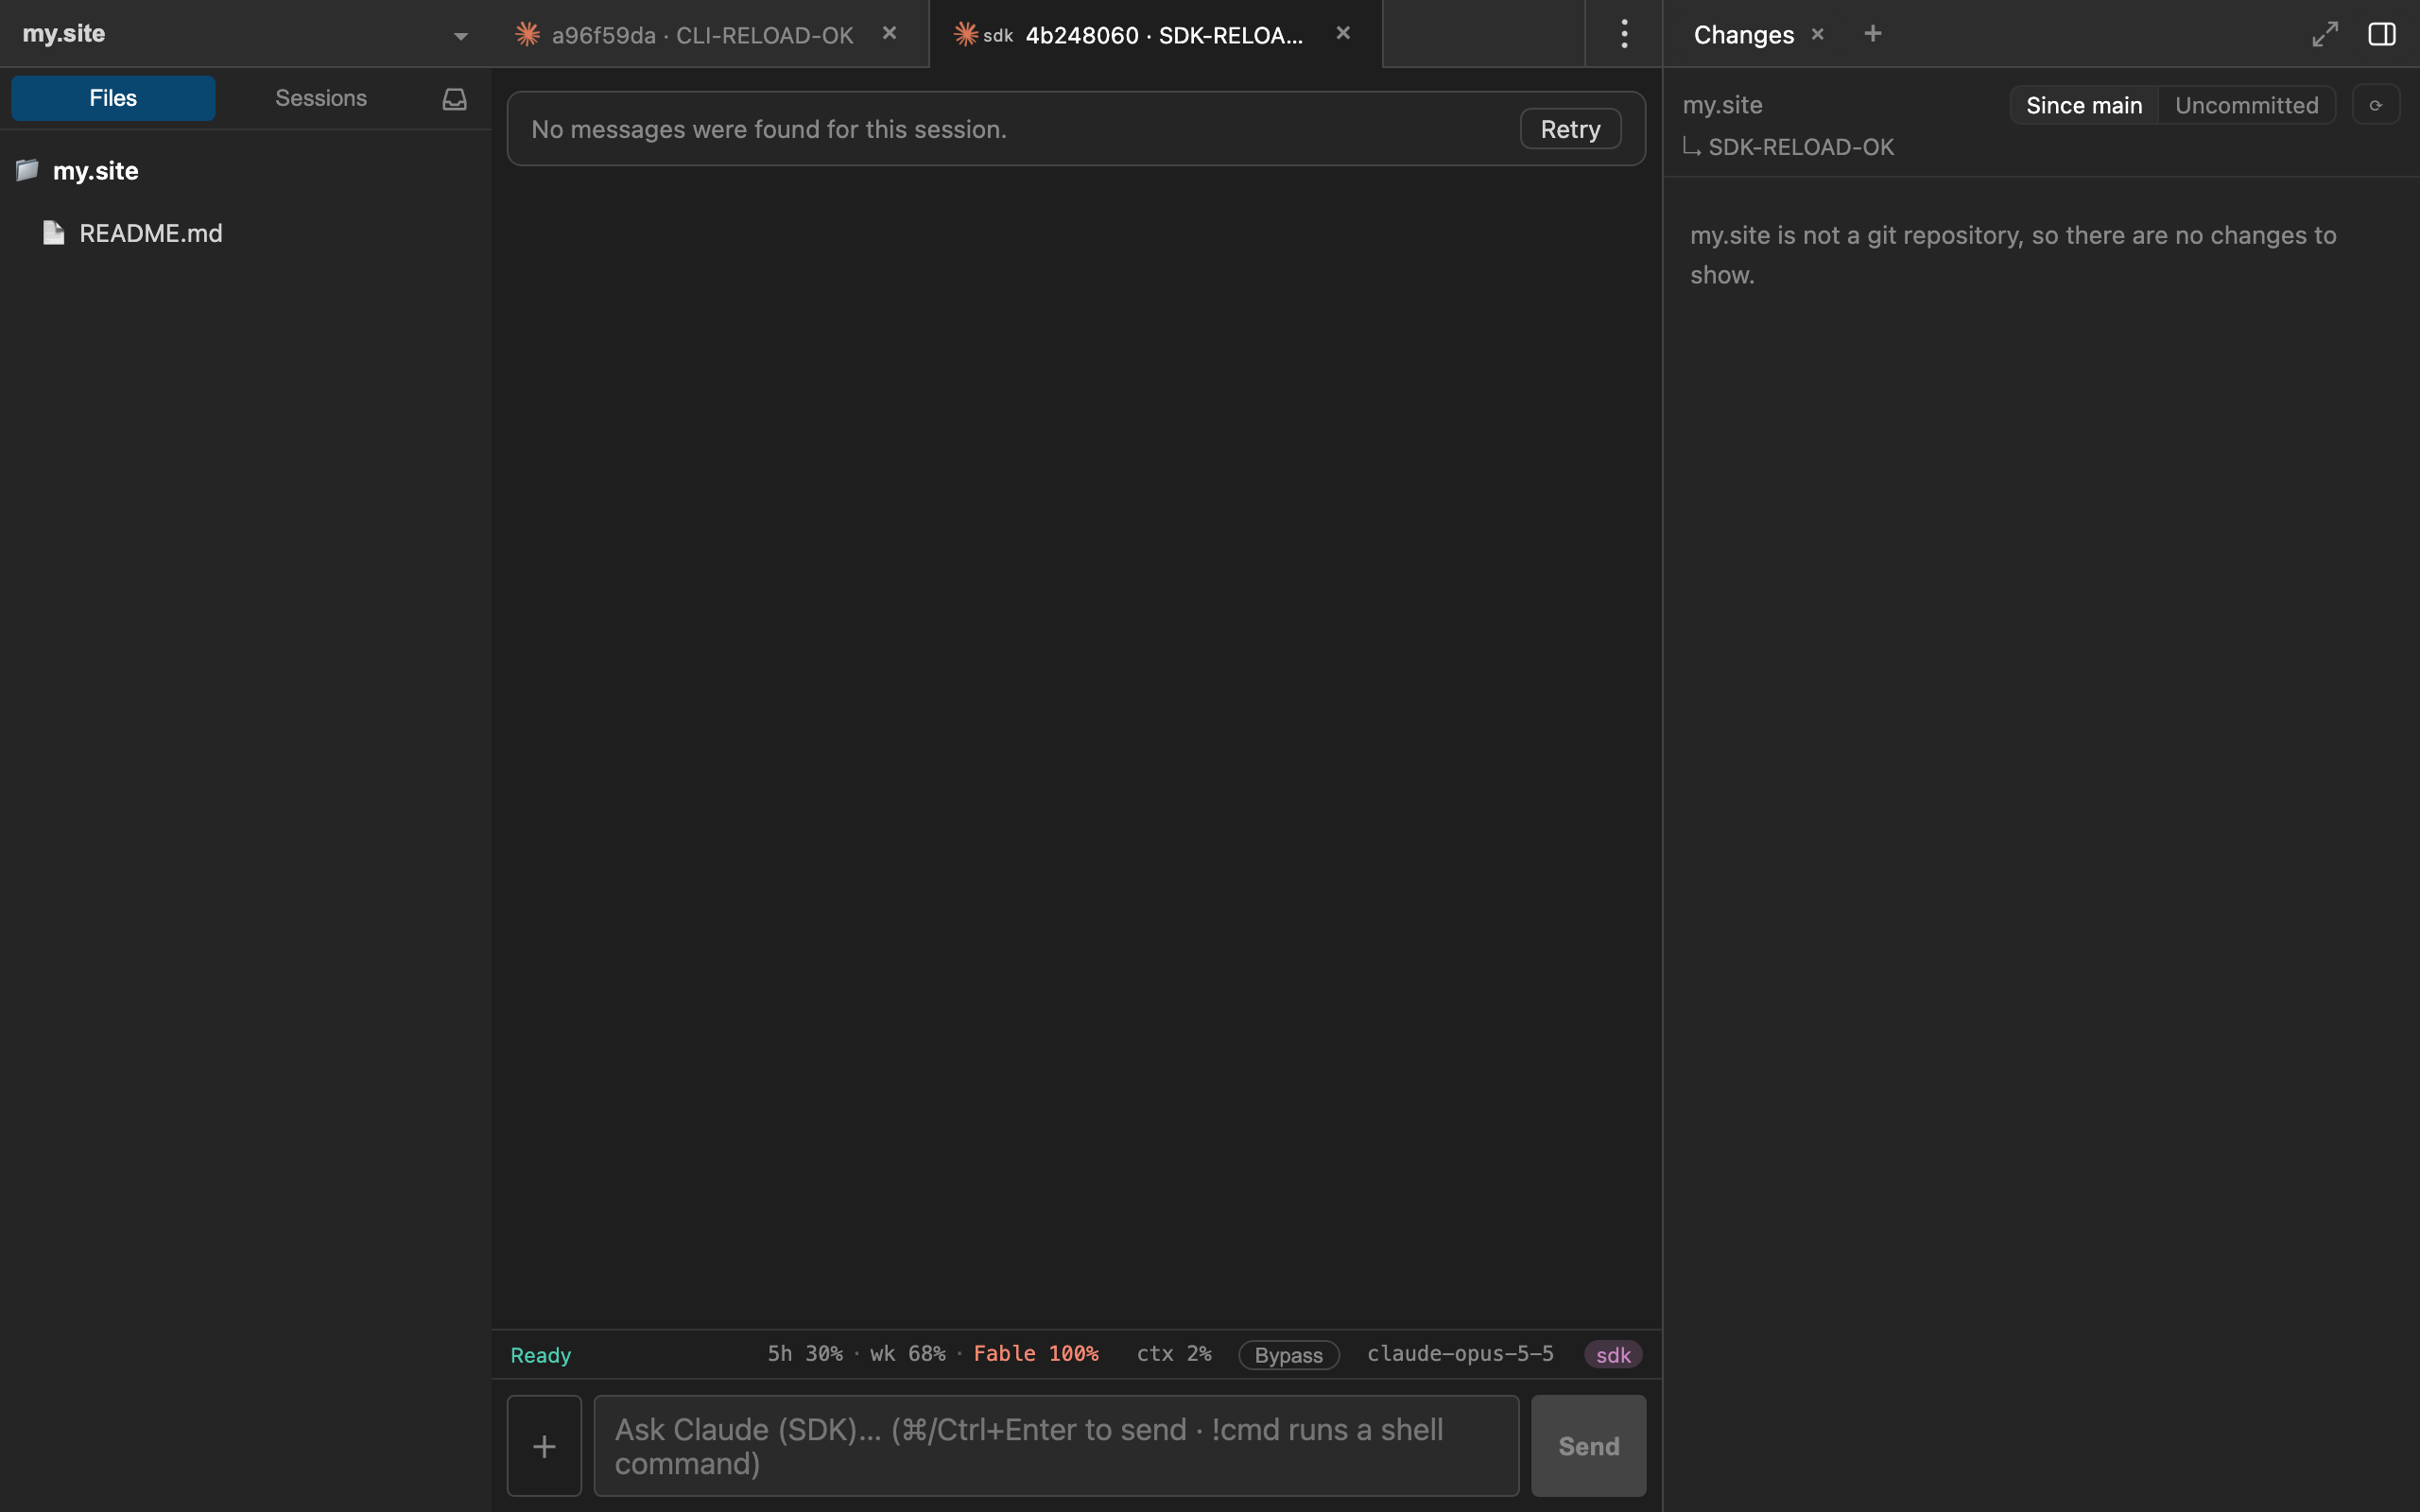 my.site
a96f59da · CLI-RELOAD-OK
sdk 4b248060 · SDK-RELOA...
Changes
Files
Sessions
my.site
README.md
No messages were found for this session.
Retry
my.site
Since main
Uncommitted
SDK-RELOAD-OK
my.site is not a git repository, so there are no changes to
show.
Ready
5h 30% · wk 68% · Fable 100%
ctx 2%
Bypass
claude-opus-5-5
sdk
Ask Claude (SDK)... (⌘/Ctrl+Enter to send · !cmd runs a shell
command)
Send